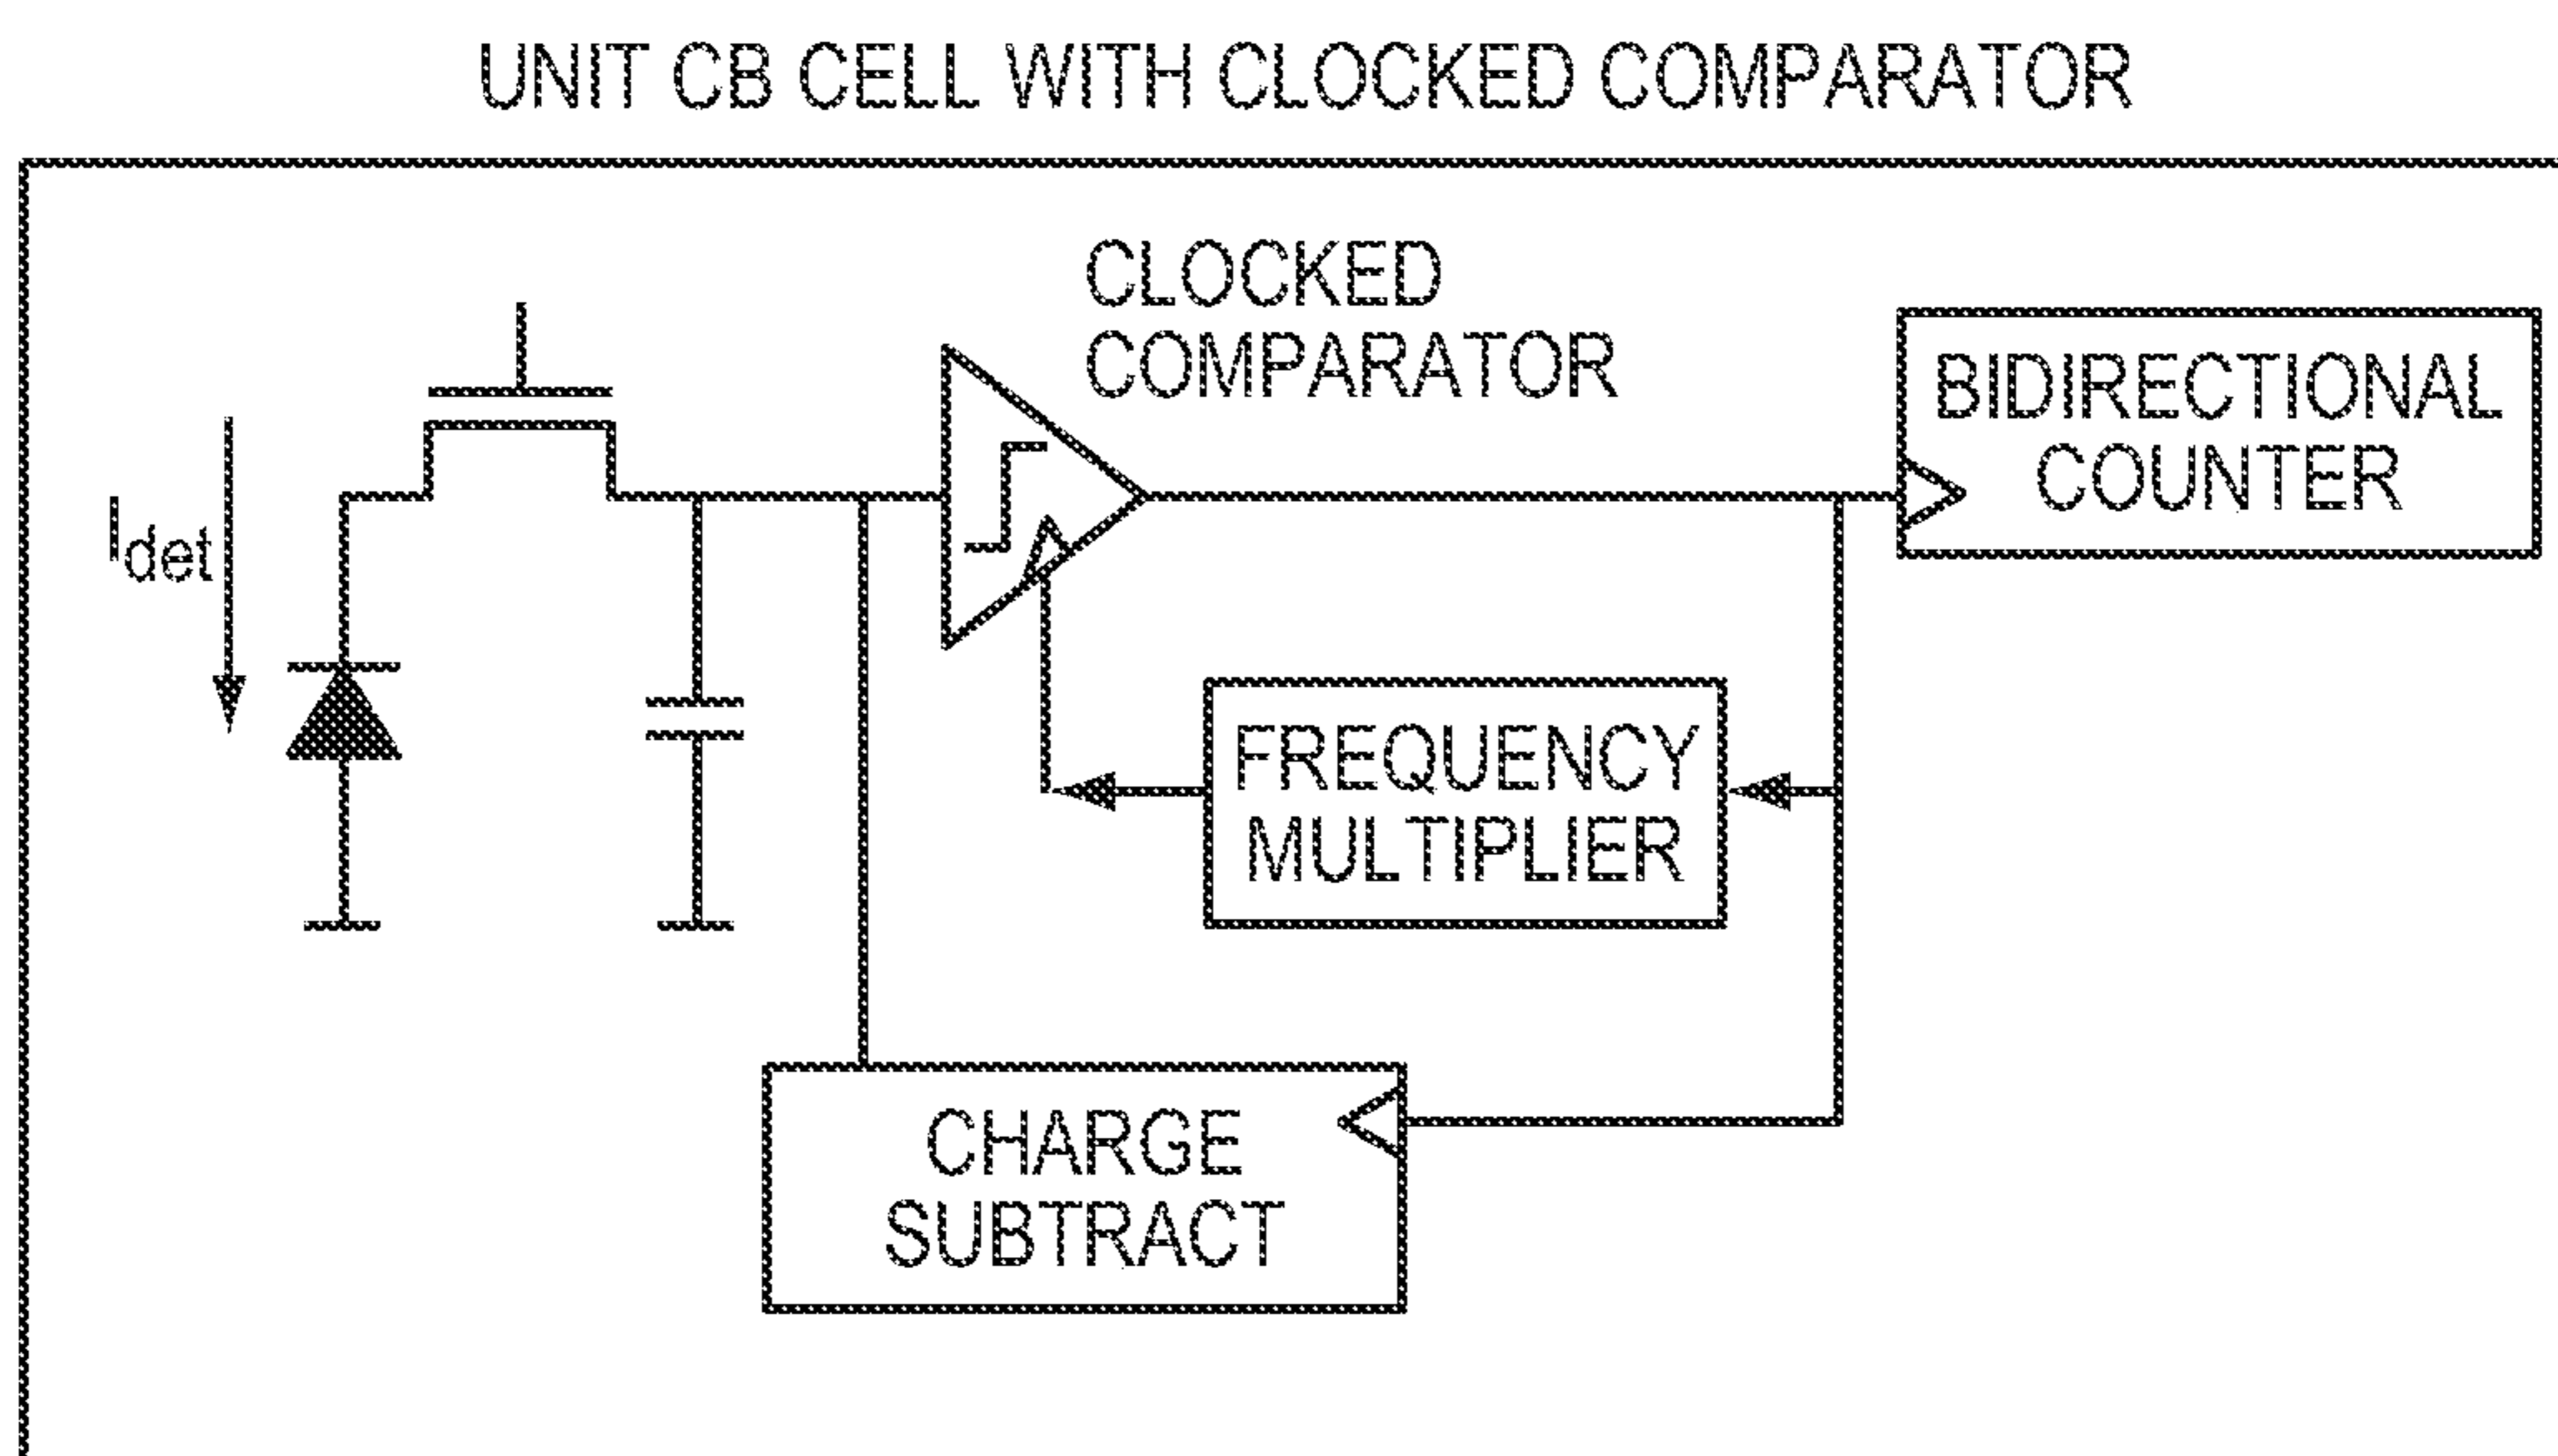 UNIT CB CELL WITH CLOCKED COMPARATOR
CLOCKED
COMPARATOR
BIDIRECTIONAL
COUNTER
Idet
FREQUENCY
MULTIPLIER
CHARGE
SUBTRACT